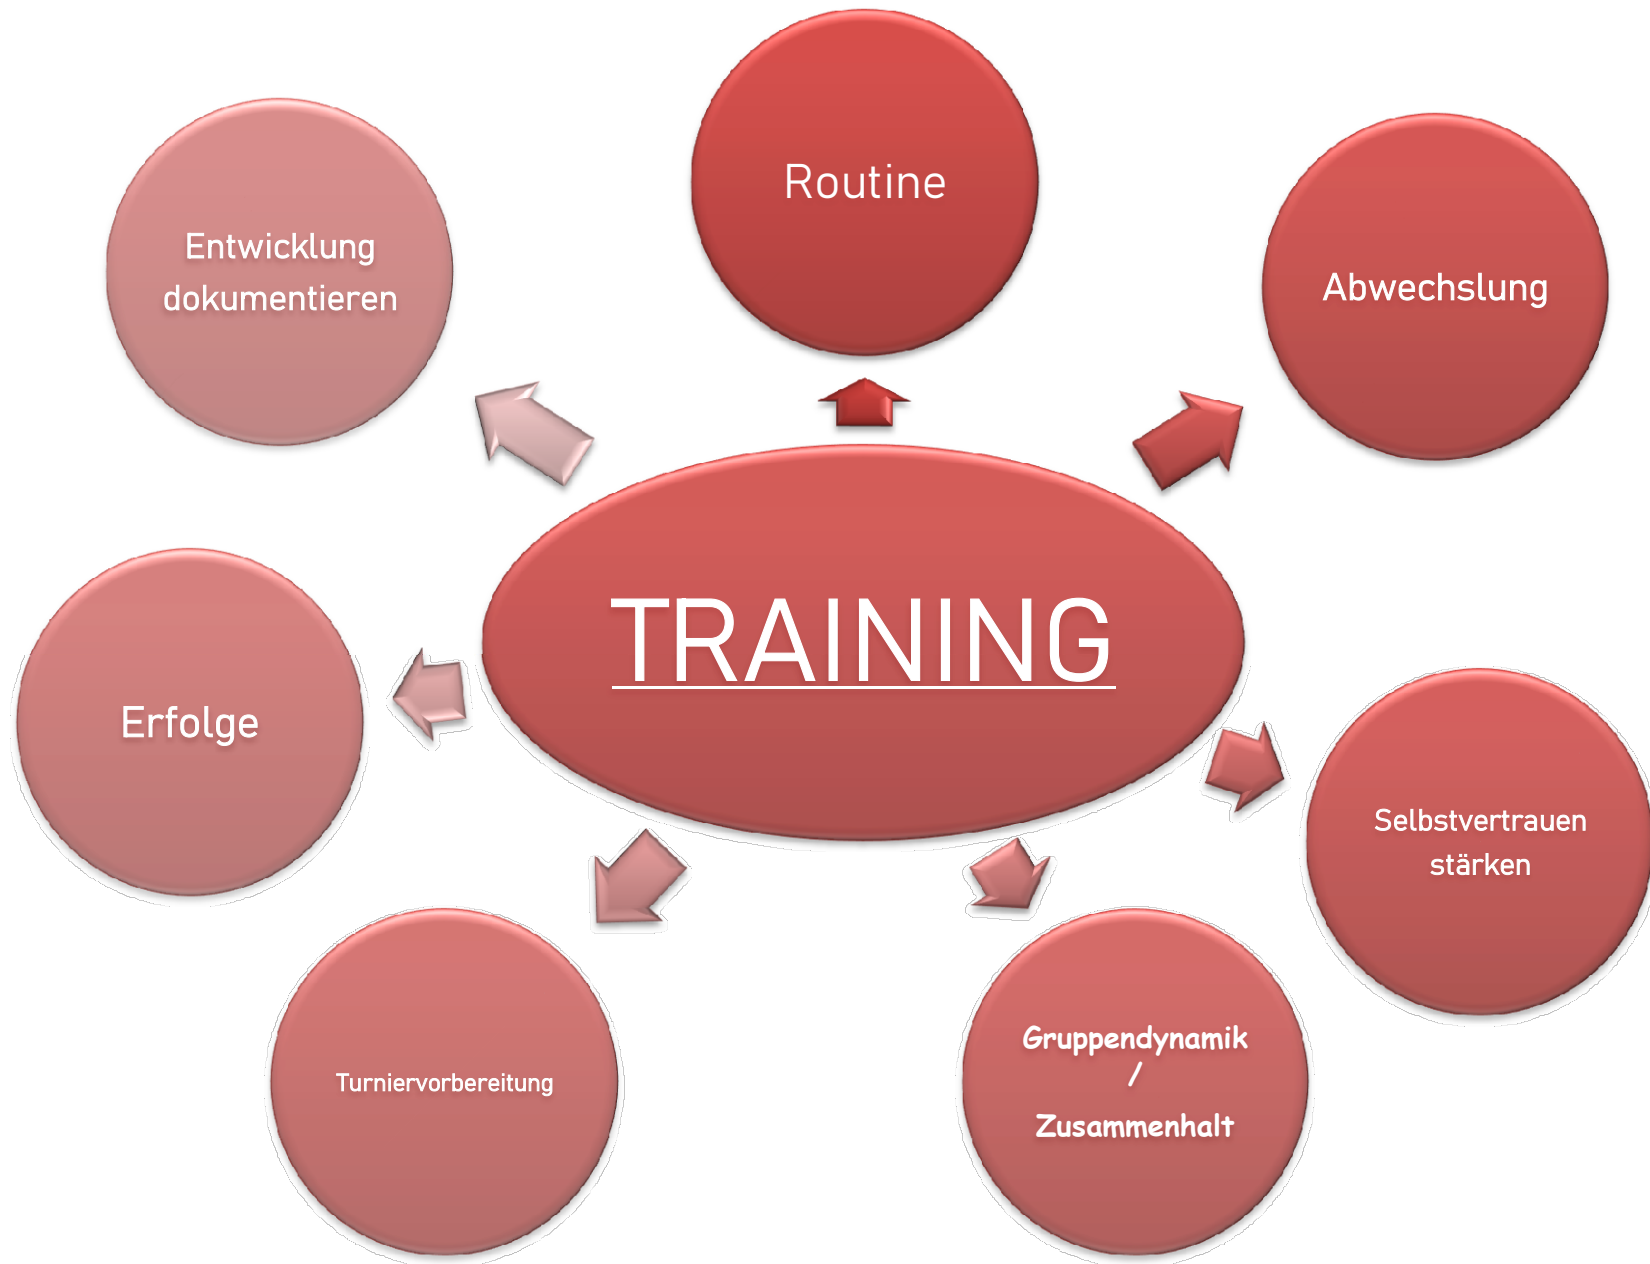 Routine
Entwicklung
dokumentieren
Abwechslung
TRAINING
Erfolge
Selbstvertrauen
stärken
Gruppendynamik
/
Zusammenhalt
Turniervorbereitung